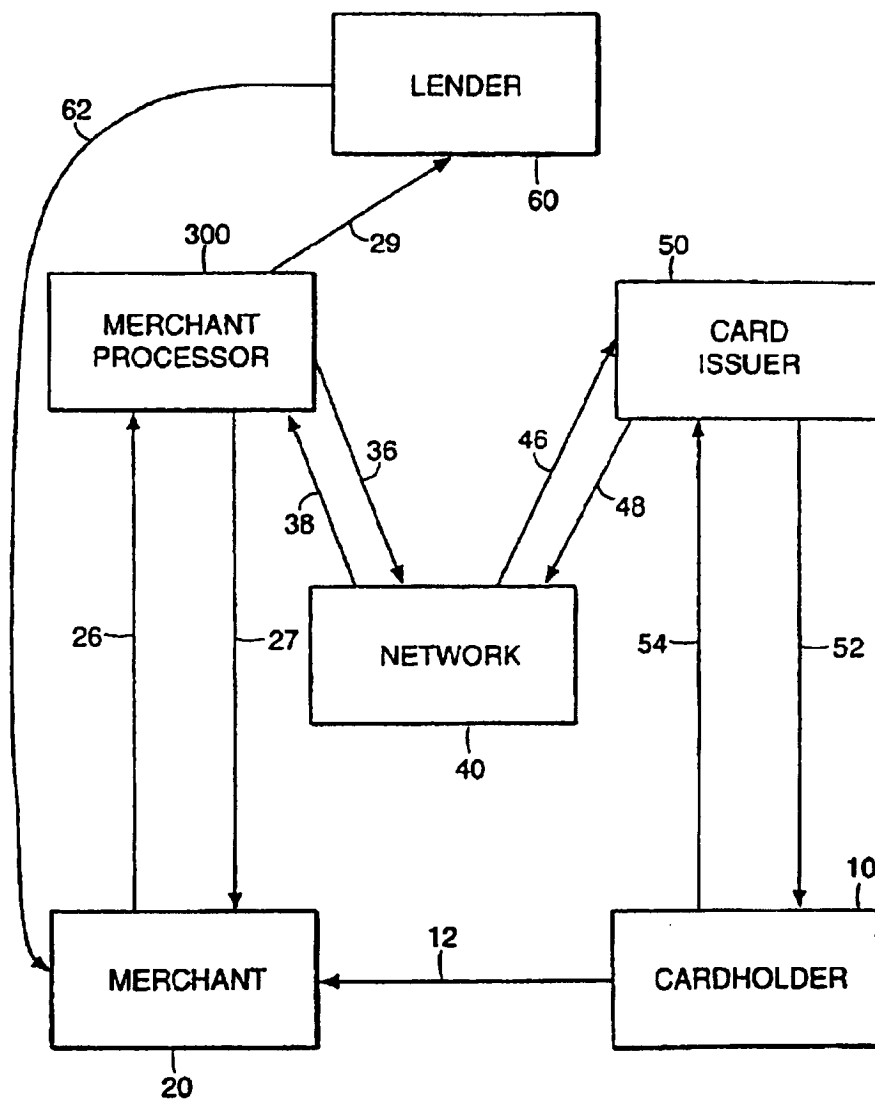 LENDER
62
60
29
300
50
MERCHANT
PROCESSOR
CARD
ISSUER
36
46
38
48
26
27
NETWORK
54
52
40
10
12
MERCHANT
CARDHOLDER
20